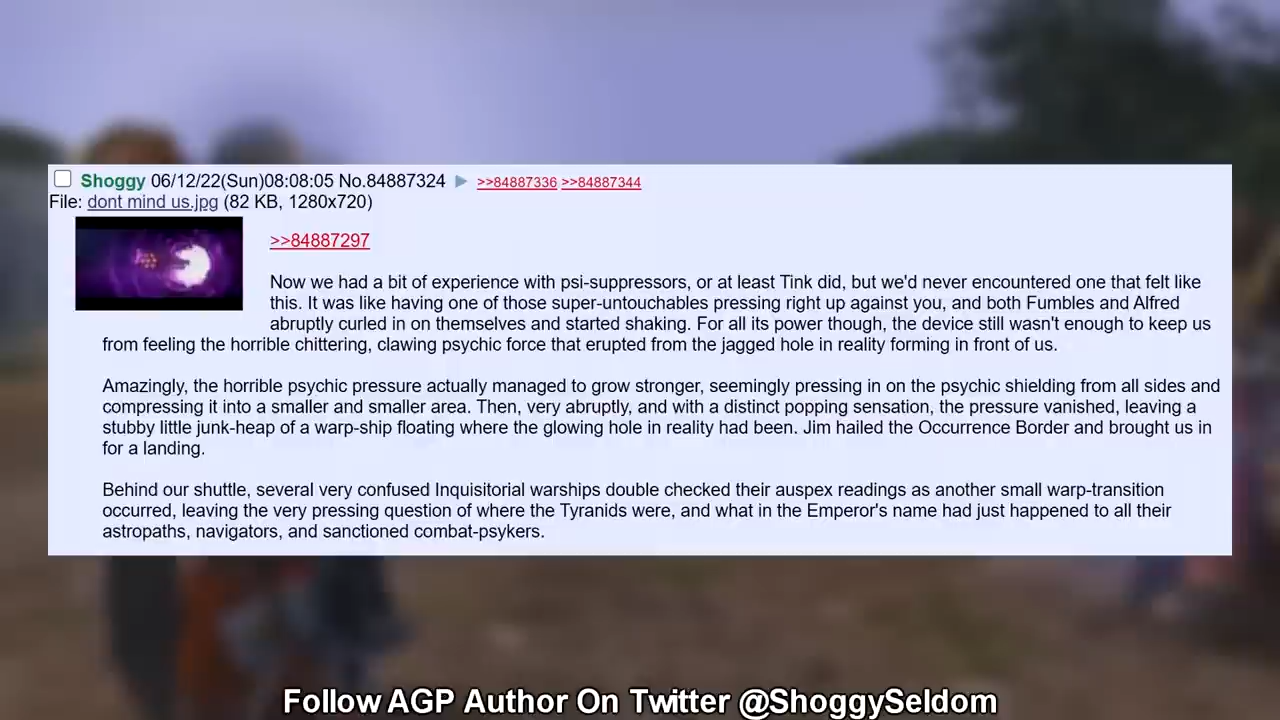 Shoggy 06/12/22(Sun)08:08:05 No.84887324 ▶ >>84887336 >>84887344
File: dont mind us.jpg (82 KB, 1280x720)
>>84887297
Now we had a bit of experience with psi-suppressors, or at least Tink did, but we'd never encountered one that felt like
this. It was like having one of those super-untouchables pressing right up against you, and both Fumbles and Alfred
abruptly curled in on themselves and started shaking. For all its power though, the device still wasn't enough to keep us
from feeling the horrible chittering, clawing psychic force that erupted from the jagged hole in reality forming in front of us.
Amazingly, the horrible psychic pressure actually managed to grow stronger, seemingly pressing in on the psychic shielding from all sides and
compressing it into a smaller and smaller area. Then, very abruptly, and with a distinct popping sensation, the pressure vanished, leaving a
stubby little junk-heap of a warp-ship floating where the glowing hole in reality had been. Jim hailed the Occurrence Border and brought us in
for a landing.
Behind our shuttle, several very confused Inquisitorial warships double checked their auspex readings as another small warp-transition
occurred, leaving the very pressing question of where the Tyranids were, and what in the Emperor's name had just happened to all their
astropaths, navigators, and sanctioned combat-psykers.
Follow AGP Author On Twitter @ShoggySeldom